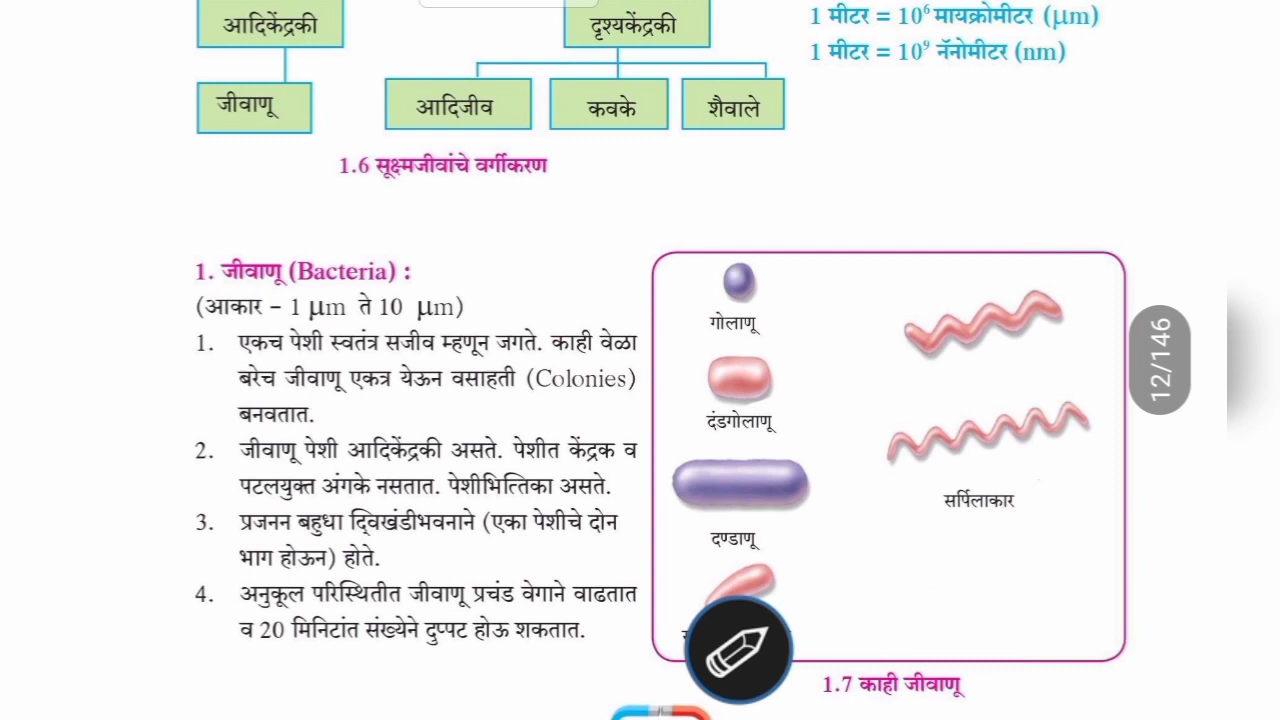 आदिकेंद्रकी
दृश्यकेंद्रकी
1 मीटर = 10⁶ मायक्रोमीटर (μm)
1 मीटर = 10⁹ नॅनोमीटर (nm)
जीवाणू
आदिजीव
कवके
शैवाले
1.6 सूक्ष्मजीवांचे वर्गीकरण
1. जीवाणू (Bacteria) :
(आकार – 1 μm ते 10 μm)
1. एकच पेशी स्वतंत्र सजीव म्हणून जगते. काही वेळा
बरेच जीवाणू एकत्र येऊन वसाहती (Colonies)
बनवतात.
2. जीवाणू पेशी आदिकेंद्रकी असते. पेशीत केंद्रक व
पटलयुक्त अंगके नसतात. पेशीभित्तिका असते.
3. प्रजनन बहुधा द्विखंडीभवनाने (एका पेशीचे दोन
भाग होऊन) होते.
4. अनुकूल परिस्थितीत जीवाणू प्रचंड वेगाने वाढतात
व 20 मिनिटांत संख्येने दुप्पट होऊ शकतात.
गोलाणू
दंडगोलाणू
दण्डाणू
सर्पिलाकार
1.7 काही जीवाणू
12/146